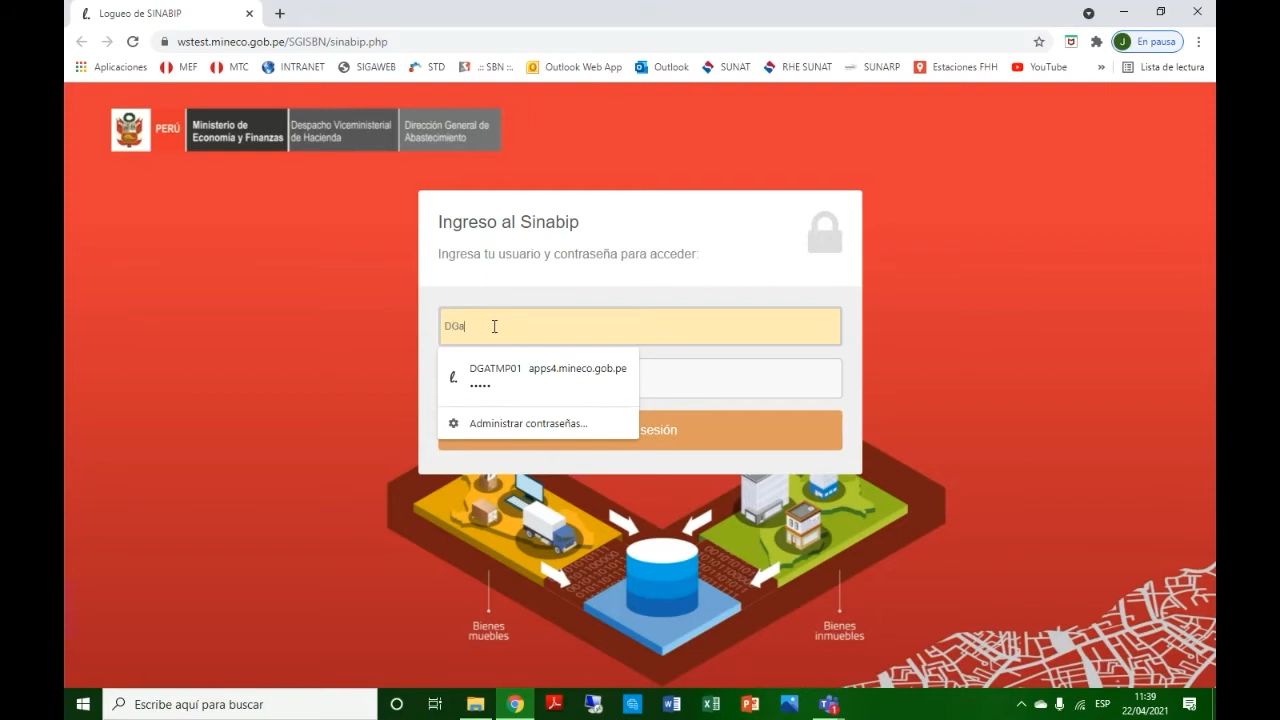 Logueo de SINABIP
wstest.mineco.gob.pe/SGISBN/sinabip.php
J En pausa
Aplicaciones MEF MTC INTRANET SIGAWEB STD .:: SBN ::. Outlook Web App Outlook SUNAT RHE SUNAT SUNARP Estaciones FHH YouTube » Lista de lectura
PERÚ
Ministerio de
Economía y Finanzas
Despacho Viceministerial
de Hacienda
Dirección General de
Abastecimiento
Ingreso al Sinabip
Ingresa tu usuario y contraseña para acceder:
DGa
DGATMP01 apps4.mineco.gob.pe
•••••
Administrar contraseñas...
sesión
Bienes
muebles
Bienes
inmuebles
Escribe aquí para buscar
ESP
11:39
22/04/2021